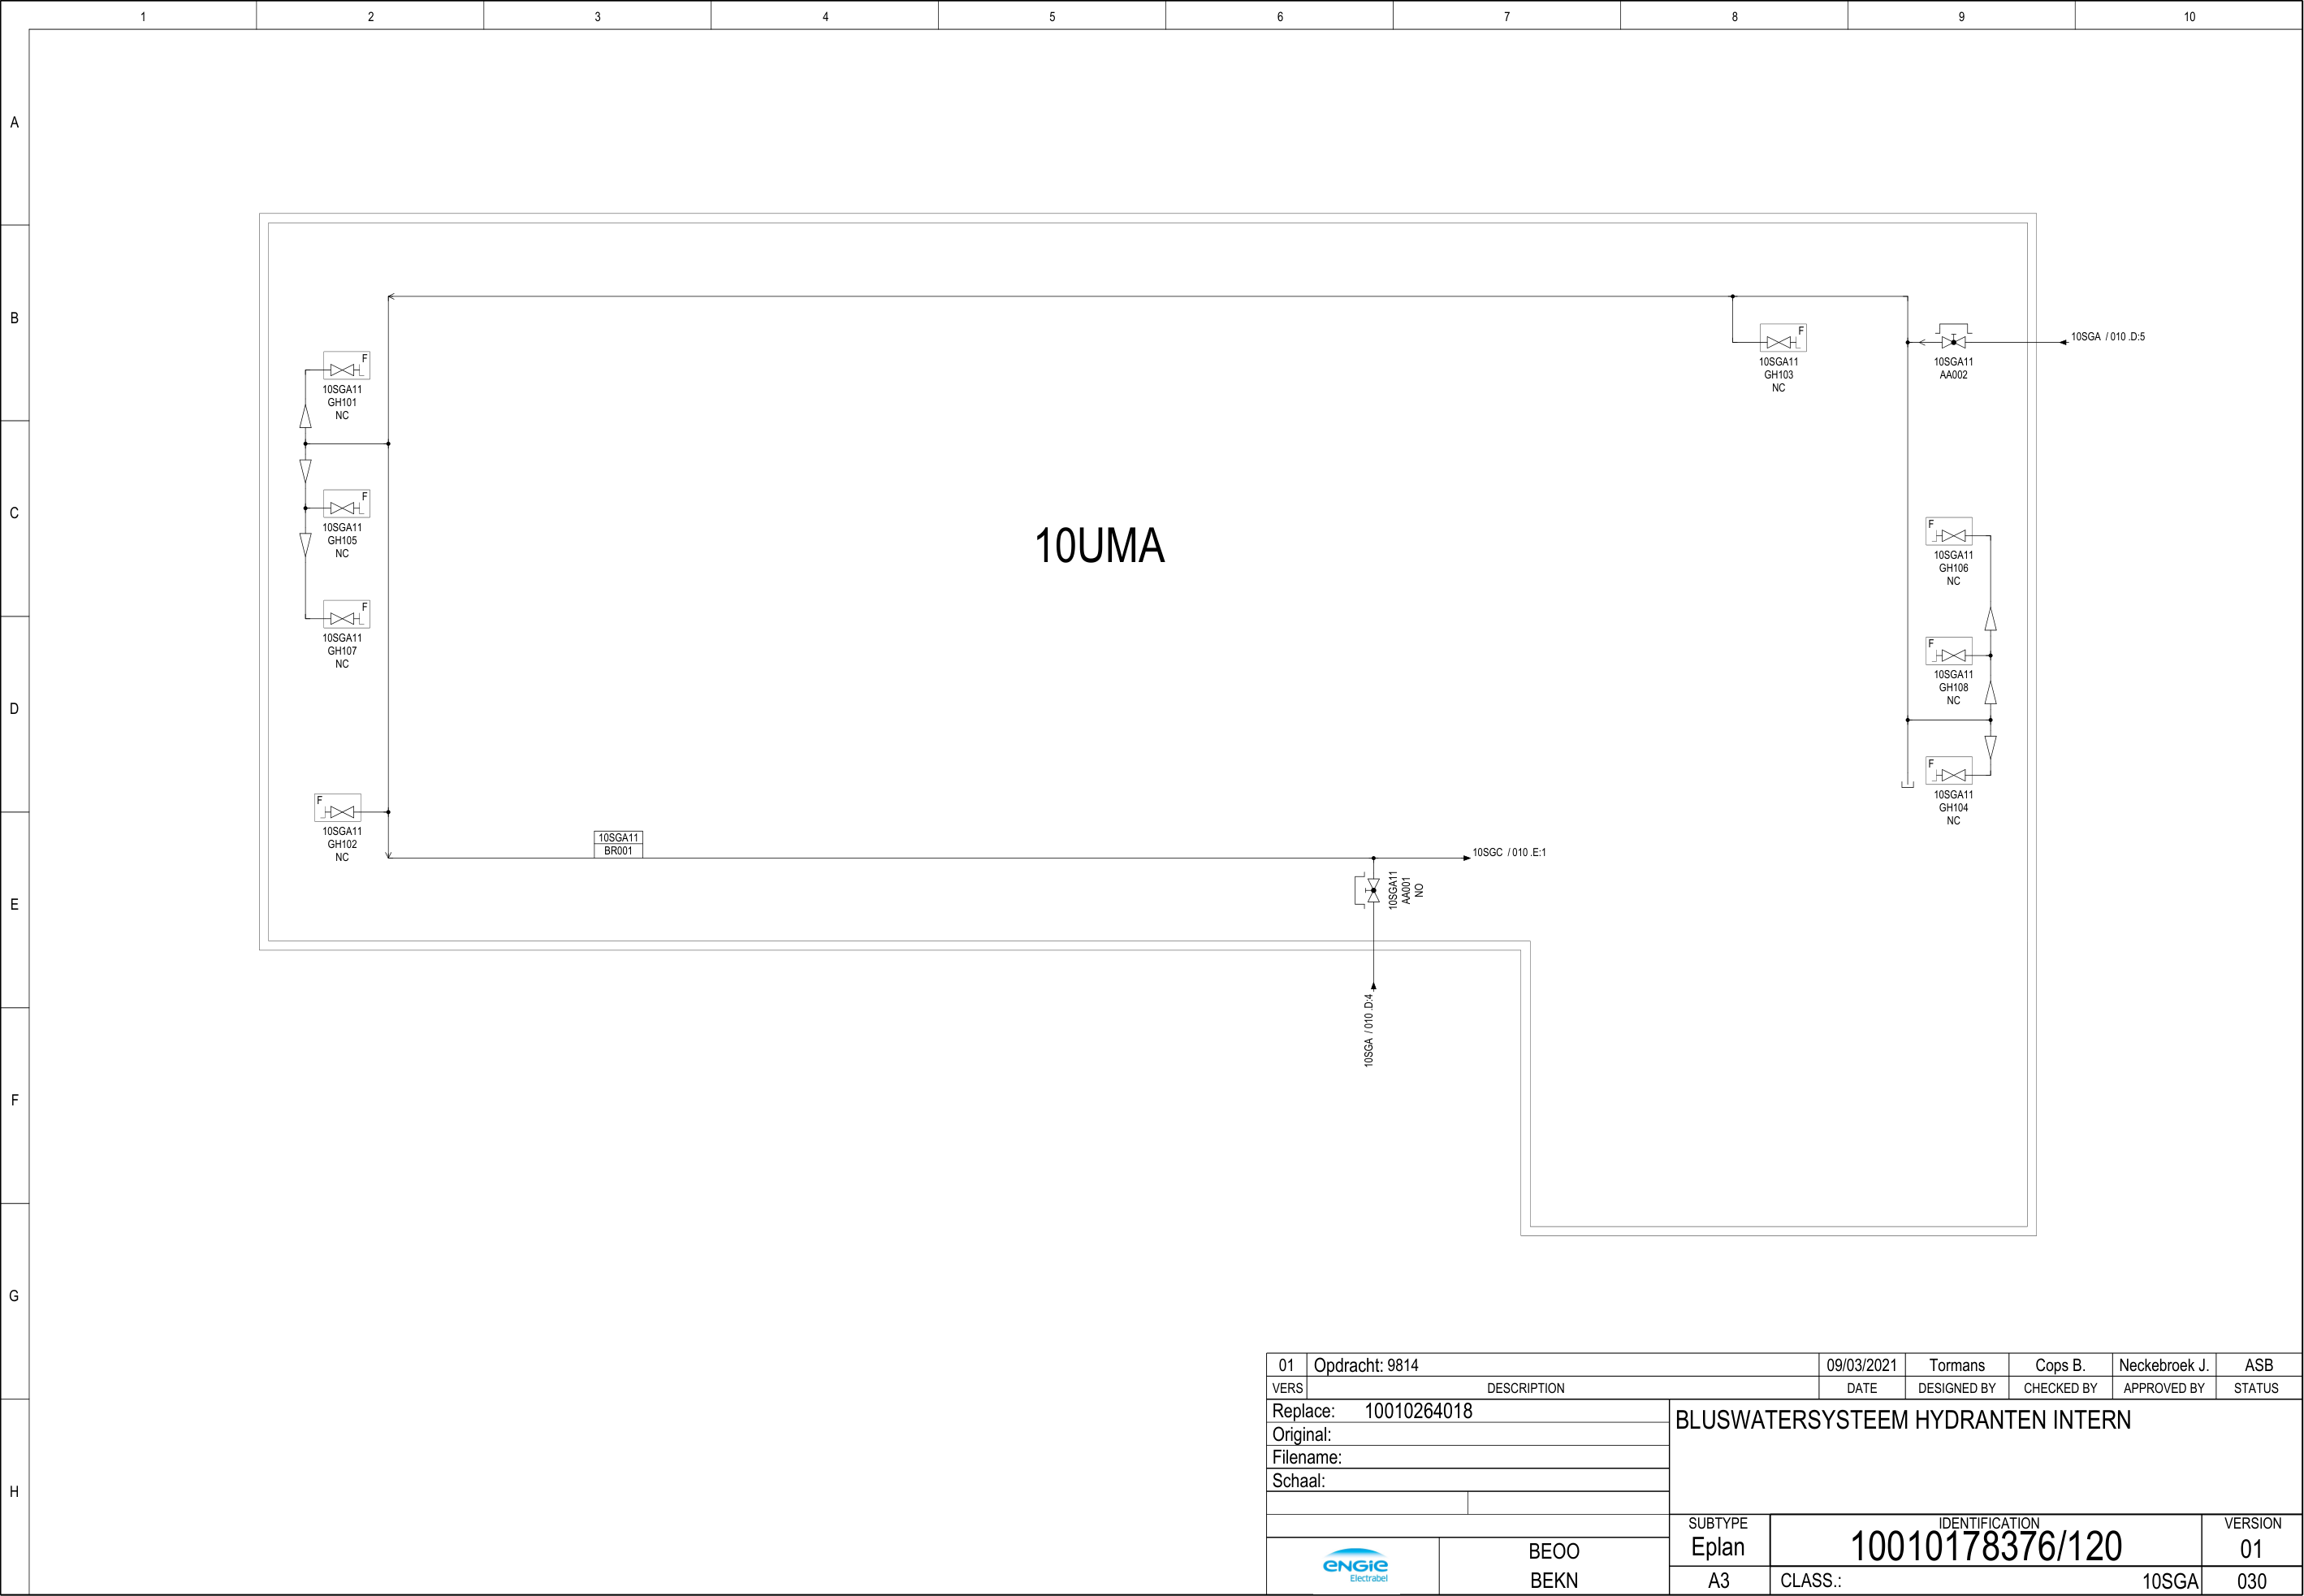 1 2 3 4 5 6 7 8 9 10
A
B
C
D
E
F
G
H
10SGA / 010 .D:5
F
10SGA11
GH103
NC
10SGA11
AA002
F
10SGA11
GH101
NC
F
10SGA11
GH105
NC
F
10SGA11
GH107
NC
10UMA
F
10SGA11
GH106
NC
F
10SGA11
GH108
NC
F
10SGA11
GH104
NC
F
10SGA11
GH102
NC
10SGA11
BR001
10SGC / 010 .E:1
10SGA11
AA001
NO
10SGA / 010 .D:4
01 Opdracht: 9814 09/03/2021 Tormans Cops B. Neckebroek J. ASB
VERS DESCRIPTION DATE DESIGNED BY CHECKED BY APPROVED BY STATUS
Replace: 10010264018
Original:
Filename:
Schaal:
BLUSWATERSYSTEEM HYDRANTEN INTERN
ENGIE
Electrabel
BEOO
BEKN
SUBTYPE
Eplan
A3
IDENTIFICATION
10010178376/120
CLASS.: 10SGA
VERSION
01
030